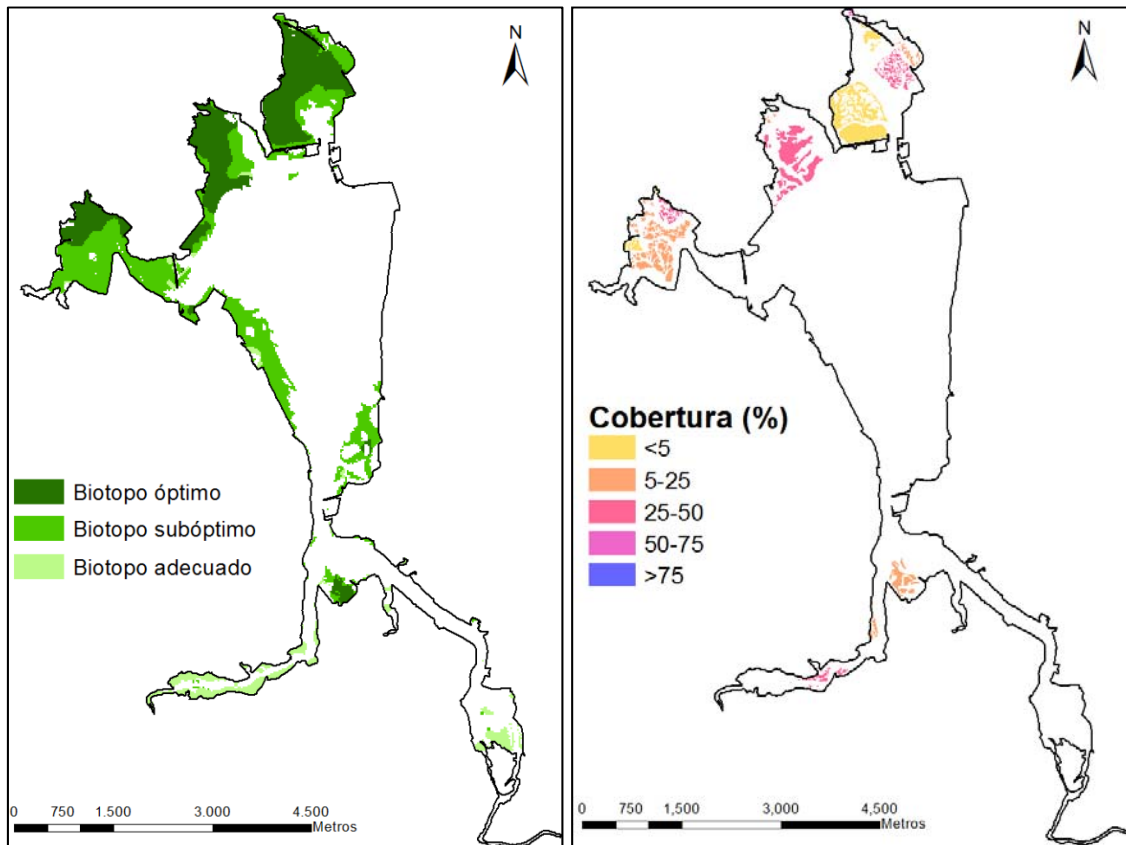 N
Biotopo óptimo
Biotopo subóptimo
Biotopo adecuado
0 750 1.500 3.000 4.500
Metros
N
Cobertura (%)
<5
5-25
25-50
50-75
>75
0 750 1,500 3,000 4,500
Metros